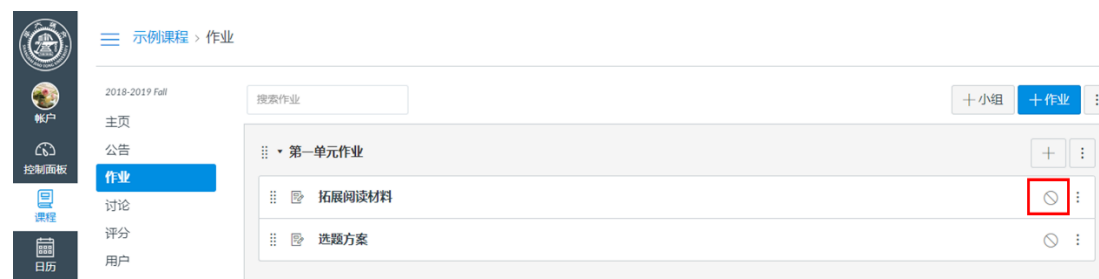 示例课程 › 作业
帐户
控制面板
课程
日历
2018-2019 Fall
主页
公告
作业
讨论
评分
用户
搜索作业
＋小组
＋作业
第一单元作业
拓展阅读材料
选题方案